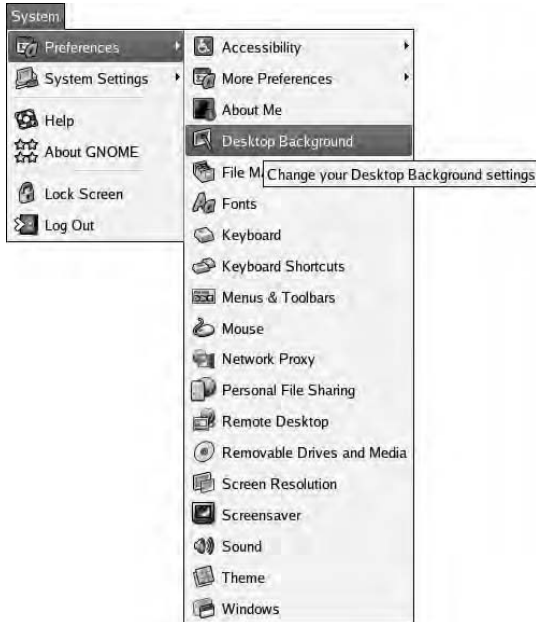 System
Preferences
System Settings
Help
About GNOME
Lock Screen
Log Out
Accessibility
More Preferences
About Me
Desktop Background
File M
Change your Desktop Background settings
Fonts
Keyboard
Keyboard Shortcuts
Menus & Toolbars
Mouse
Network Proxy
Personal File Sharing
Remote Desktop
Removable Drives and Media
Screen Resolution
Screensaver
Sound
Theme
Windows